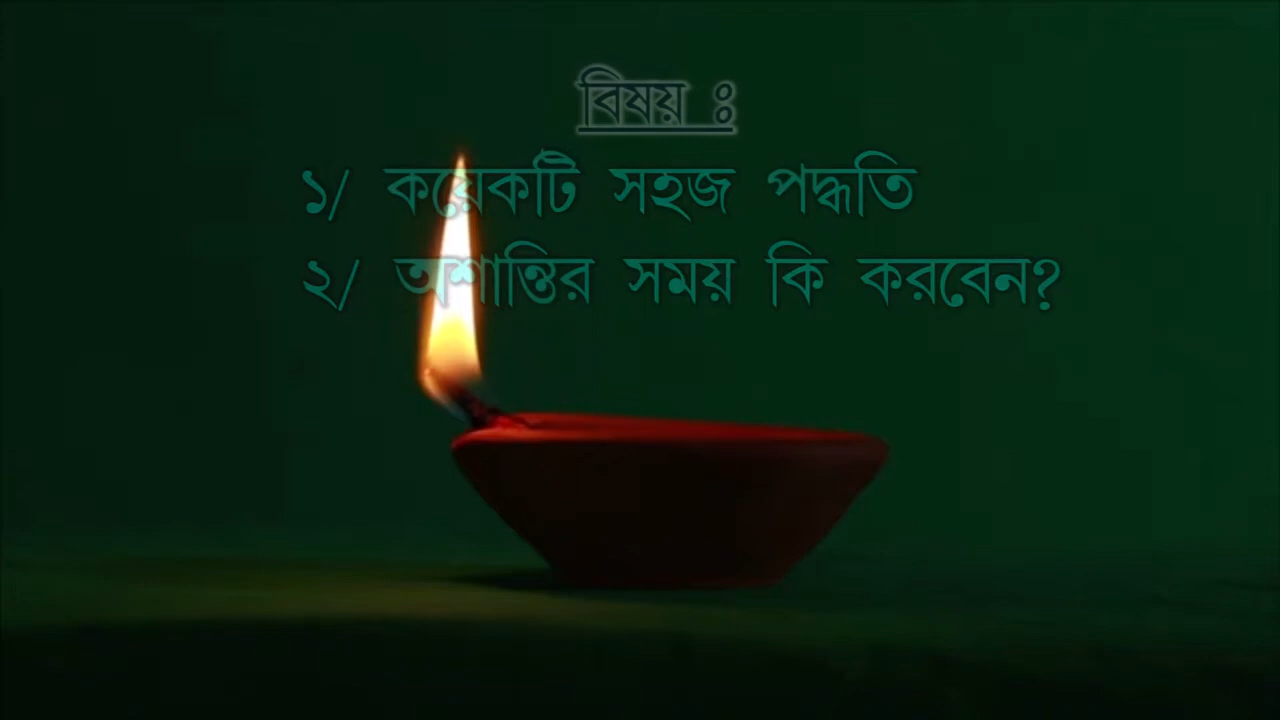 বিষয় ঃ
১/ কয়েকটি সহজ পদ্ধতি
২/ অশান্তির সময় কি করবেন?